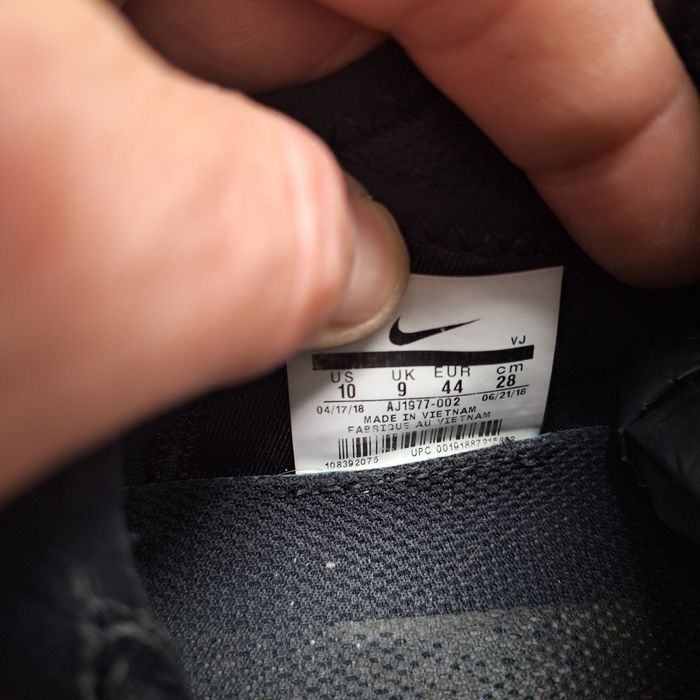 VJ
US UK EUR cm
10 9 44 28
04/17/18 AJ1977-002 06/21/18
MADE IN VIETNAM
FABRIQUE AU VIETNAM
108392075 UPC